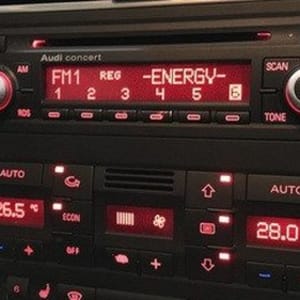 Audi concert
AM
FM1 REG -ENERGY-
SCAN
1 2 3 4 5 6
RDS
TONE
AUTO
AUTO
26.5 °C
ECON
28.0
OFF
6